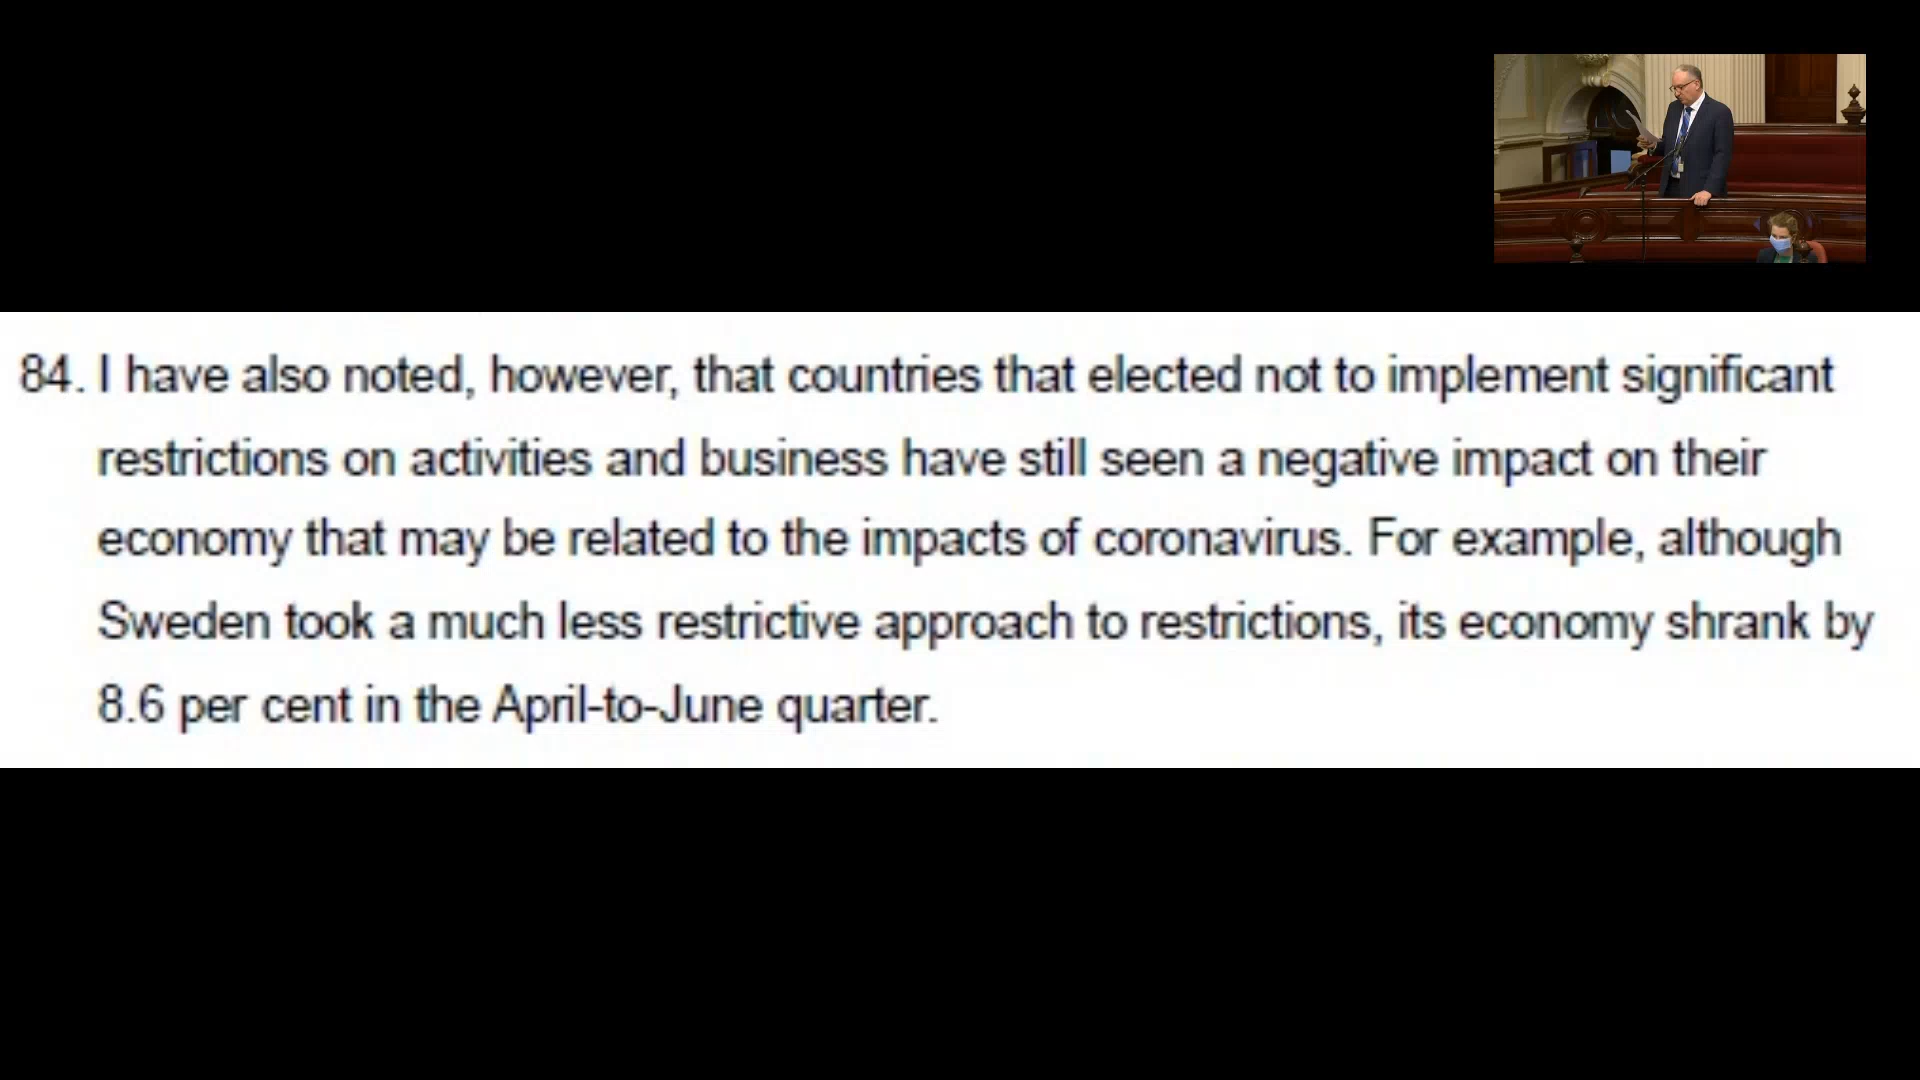 84. I have also noted, however, that countries that elected not to implement significant
restrictions on activities and business have still seen a negative impact on their
economy that may be related to the impacts of coronavirus. For example, although
Sweden took a much less restrictive approach to restrictions, its economy shrank by
8.6 per cent in the April-to-June quarter.